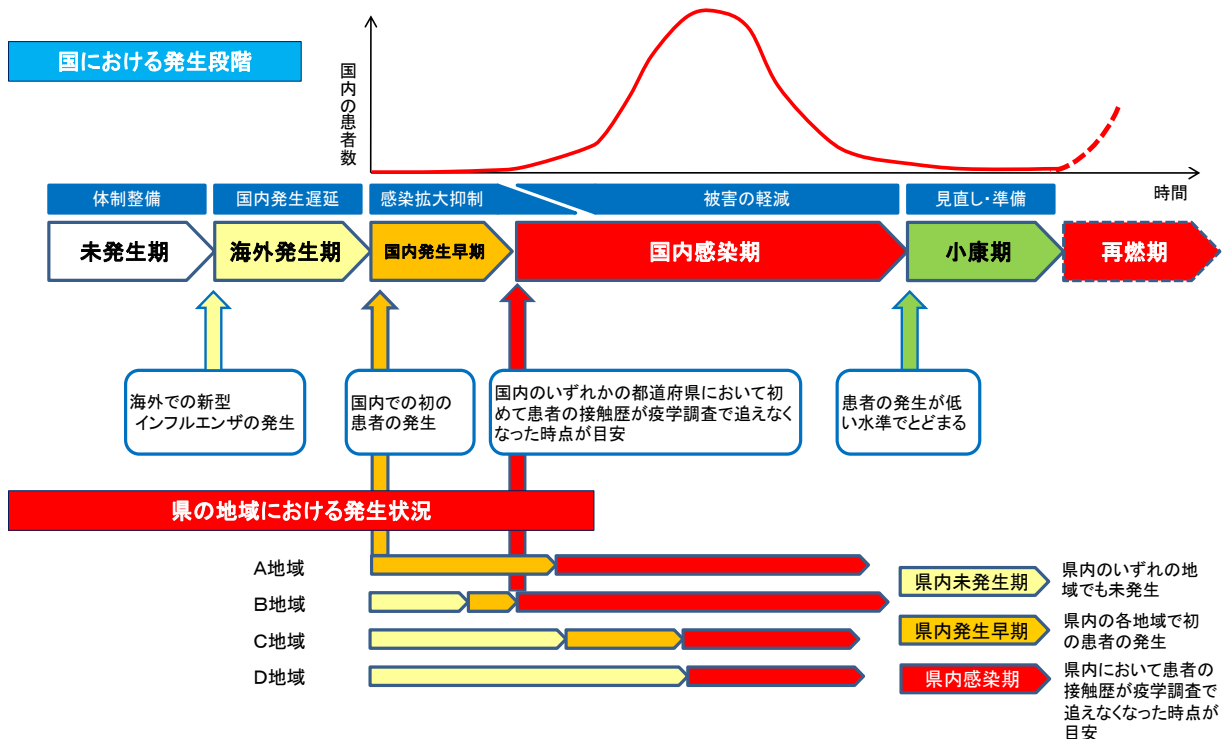 国における発生段階
国内の患者数
時間
体制整備
国内発生遅延
感染拡大抑制
被害の軽減
見直し・準備
未発生期
海外発生期
国内発生早期
国内感染期
小康期
再燃期
海外での新型
インフルエンザの発生
国内での初の
患者の発生
国内のいずれかの都道府県において初
めて患者の接触歴が疫学調査で追えなく
なった時点が目安
患者の発生が低
い水準でとどまる
県の地域における発生状況
A地域
B地域
C地域
D地域
県内未発生期
県内のいずれの地
域でも未発生
県内発生早期
県内の各地域で初
の患者の発生
県内感染期
県内において患者の
接触歴が疫学調査で
追えなくなった時点が
目安